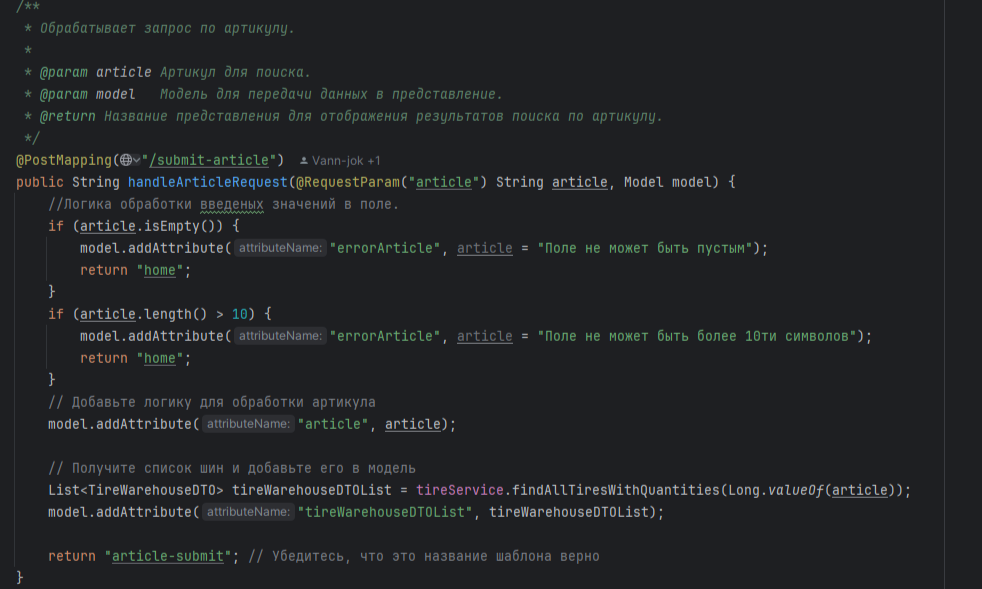 /**
 * Обрабатывает запрос по артикулу.
 *
 * @param article Артикул для поиска.
 * @param model   Модель для передачи данных в представление.
 * @return Название представления для отображения результатов поиска по артикулу.
 */
@PostMapping("/submit-article") Vann-jok +1
public String handleArticleRequest(@RequestParam("article") String article, Model model) {
    //Логика обработки введеных значений в поле.
    if (article.isEmpty()) {
        model.addAttribute( attributeName: "errorArticle", article = "Поле не может быть пустым");
        return "home";
    }
    if (article.length() > 10) {
        model.addAttribute( attributeName: "errorArticle", article = "Поле не может быть более 10ти символов");
        return "home";
    }
    // Добавьте логику для обработки артикула
    model.addAttribute( attributeName: "article", article);

    // Получите список шин и добавьте его в модель
    List<TireWarehouseDTO> tireWarehouseDTOList = tireService.findAllTiresWithQuantities(Long.valueOf(article));
    model.addAttribute( attributeName: "tireWarehouseDTOList", tireWarehouseDTOList);

    return "article-submit"; // Убедитесь, что это название шаблона верно
}